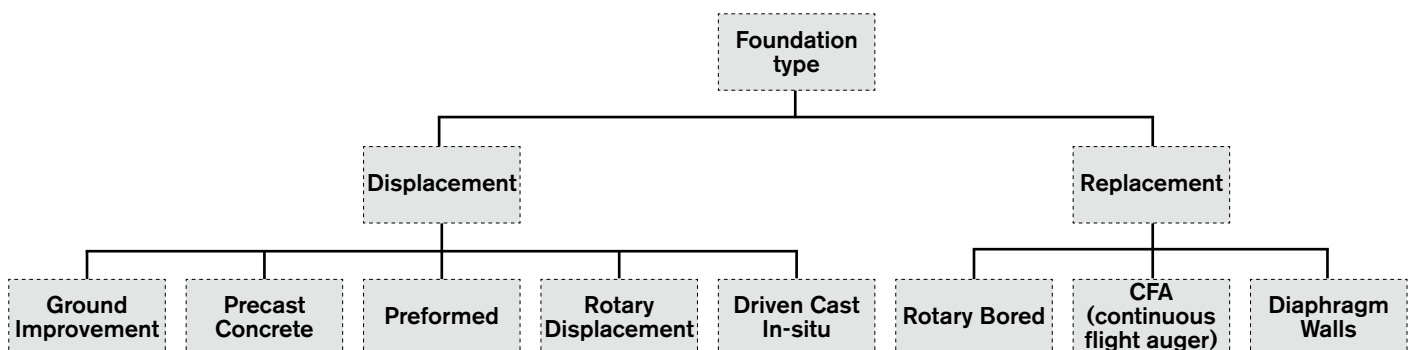 Foundation
type
Displacement
Replacement
Ground
Improvement
Precast
Concrete
Preformed
Rotary
Displacement
Driven Cast
In-situ
Rotary Bored
CFA
(continuous
flight auger)
Diaphragm
Walls